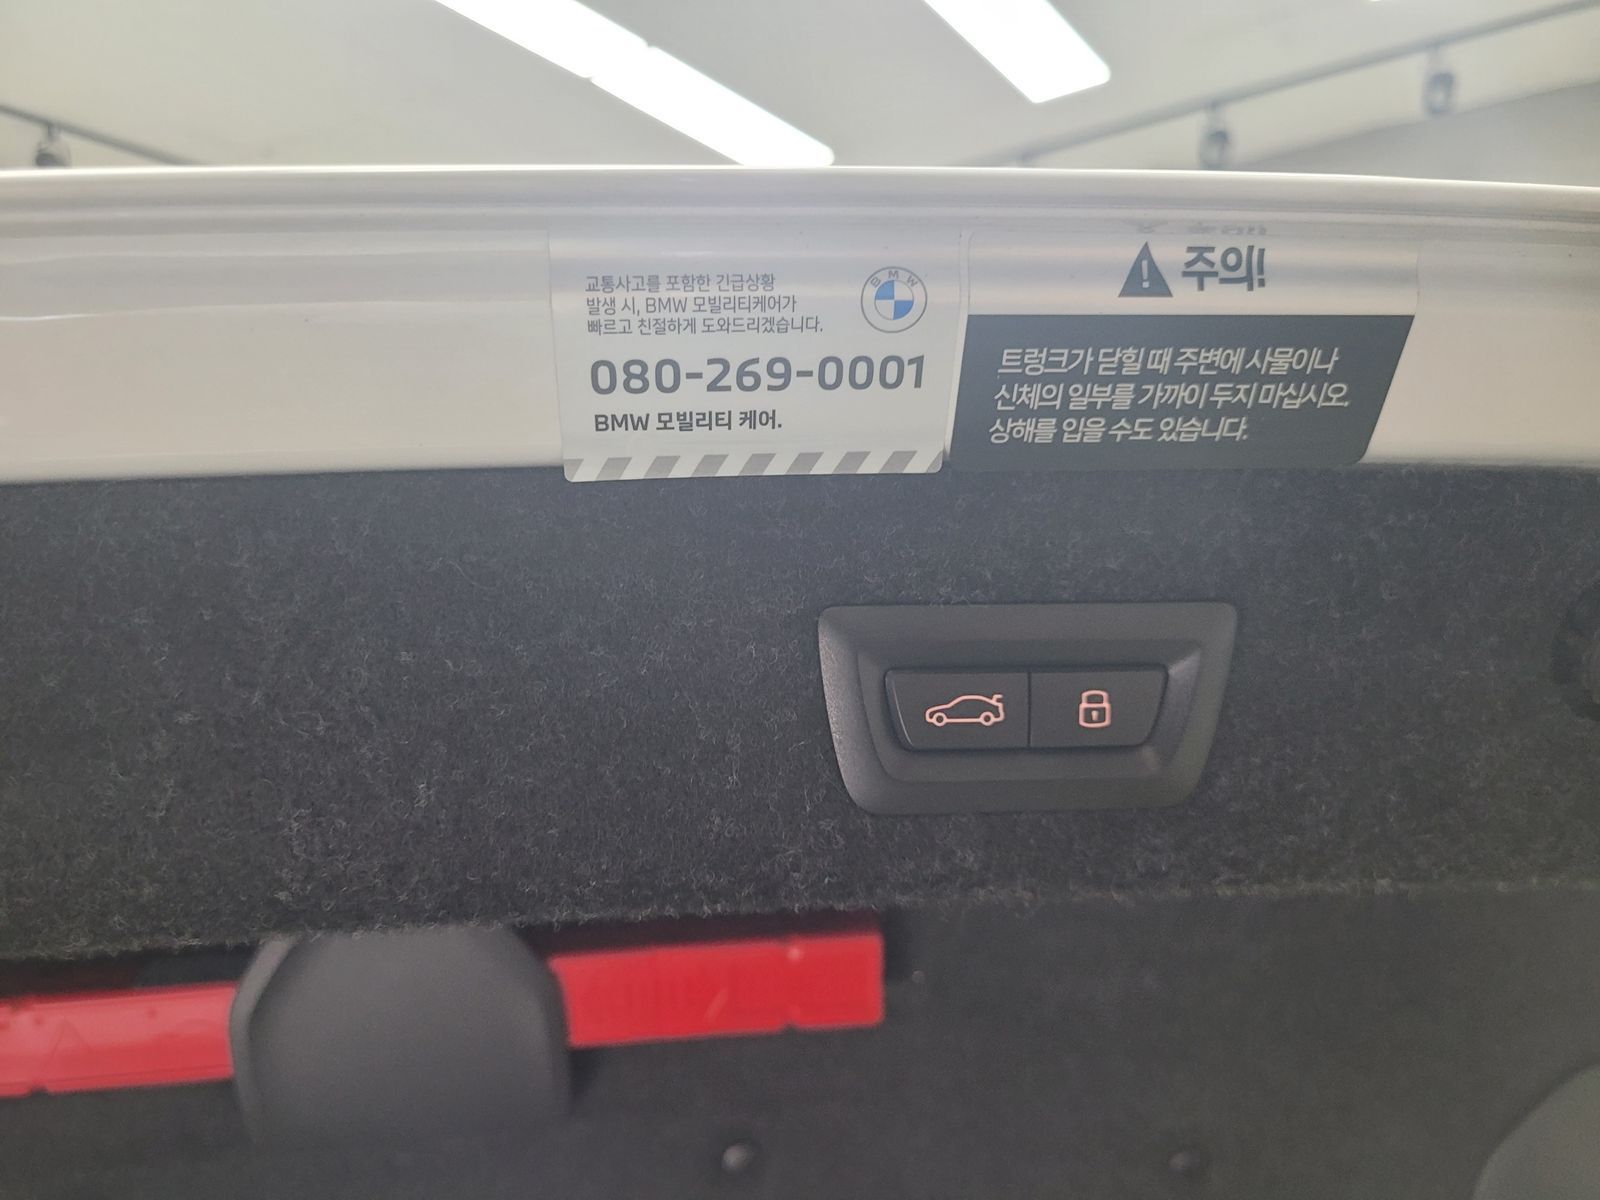 교통사고를 포함한 긴급상황
발생 시, BMW 모빌리티케어가
빠르고 친절하게 도와드리겠습니다.
BMW
080-269-0001
BMW 모빌리티 케어.
주의!
트렁크가 닫힐 때 주변에 사물이나
신체의 일부를 가까이 두지 마십시오.
상해를 입을 수도 있습니다.